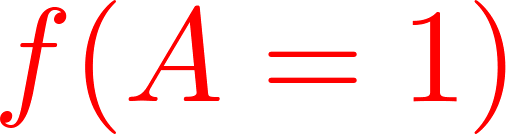 f(A = 1)